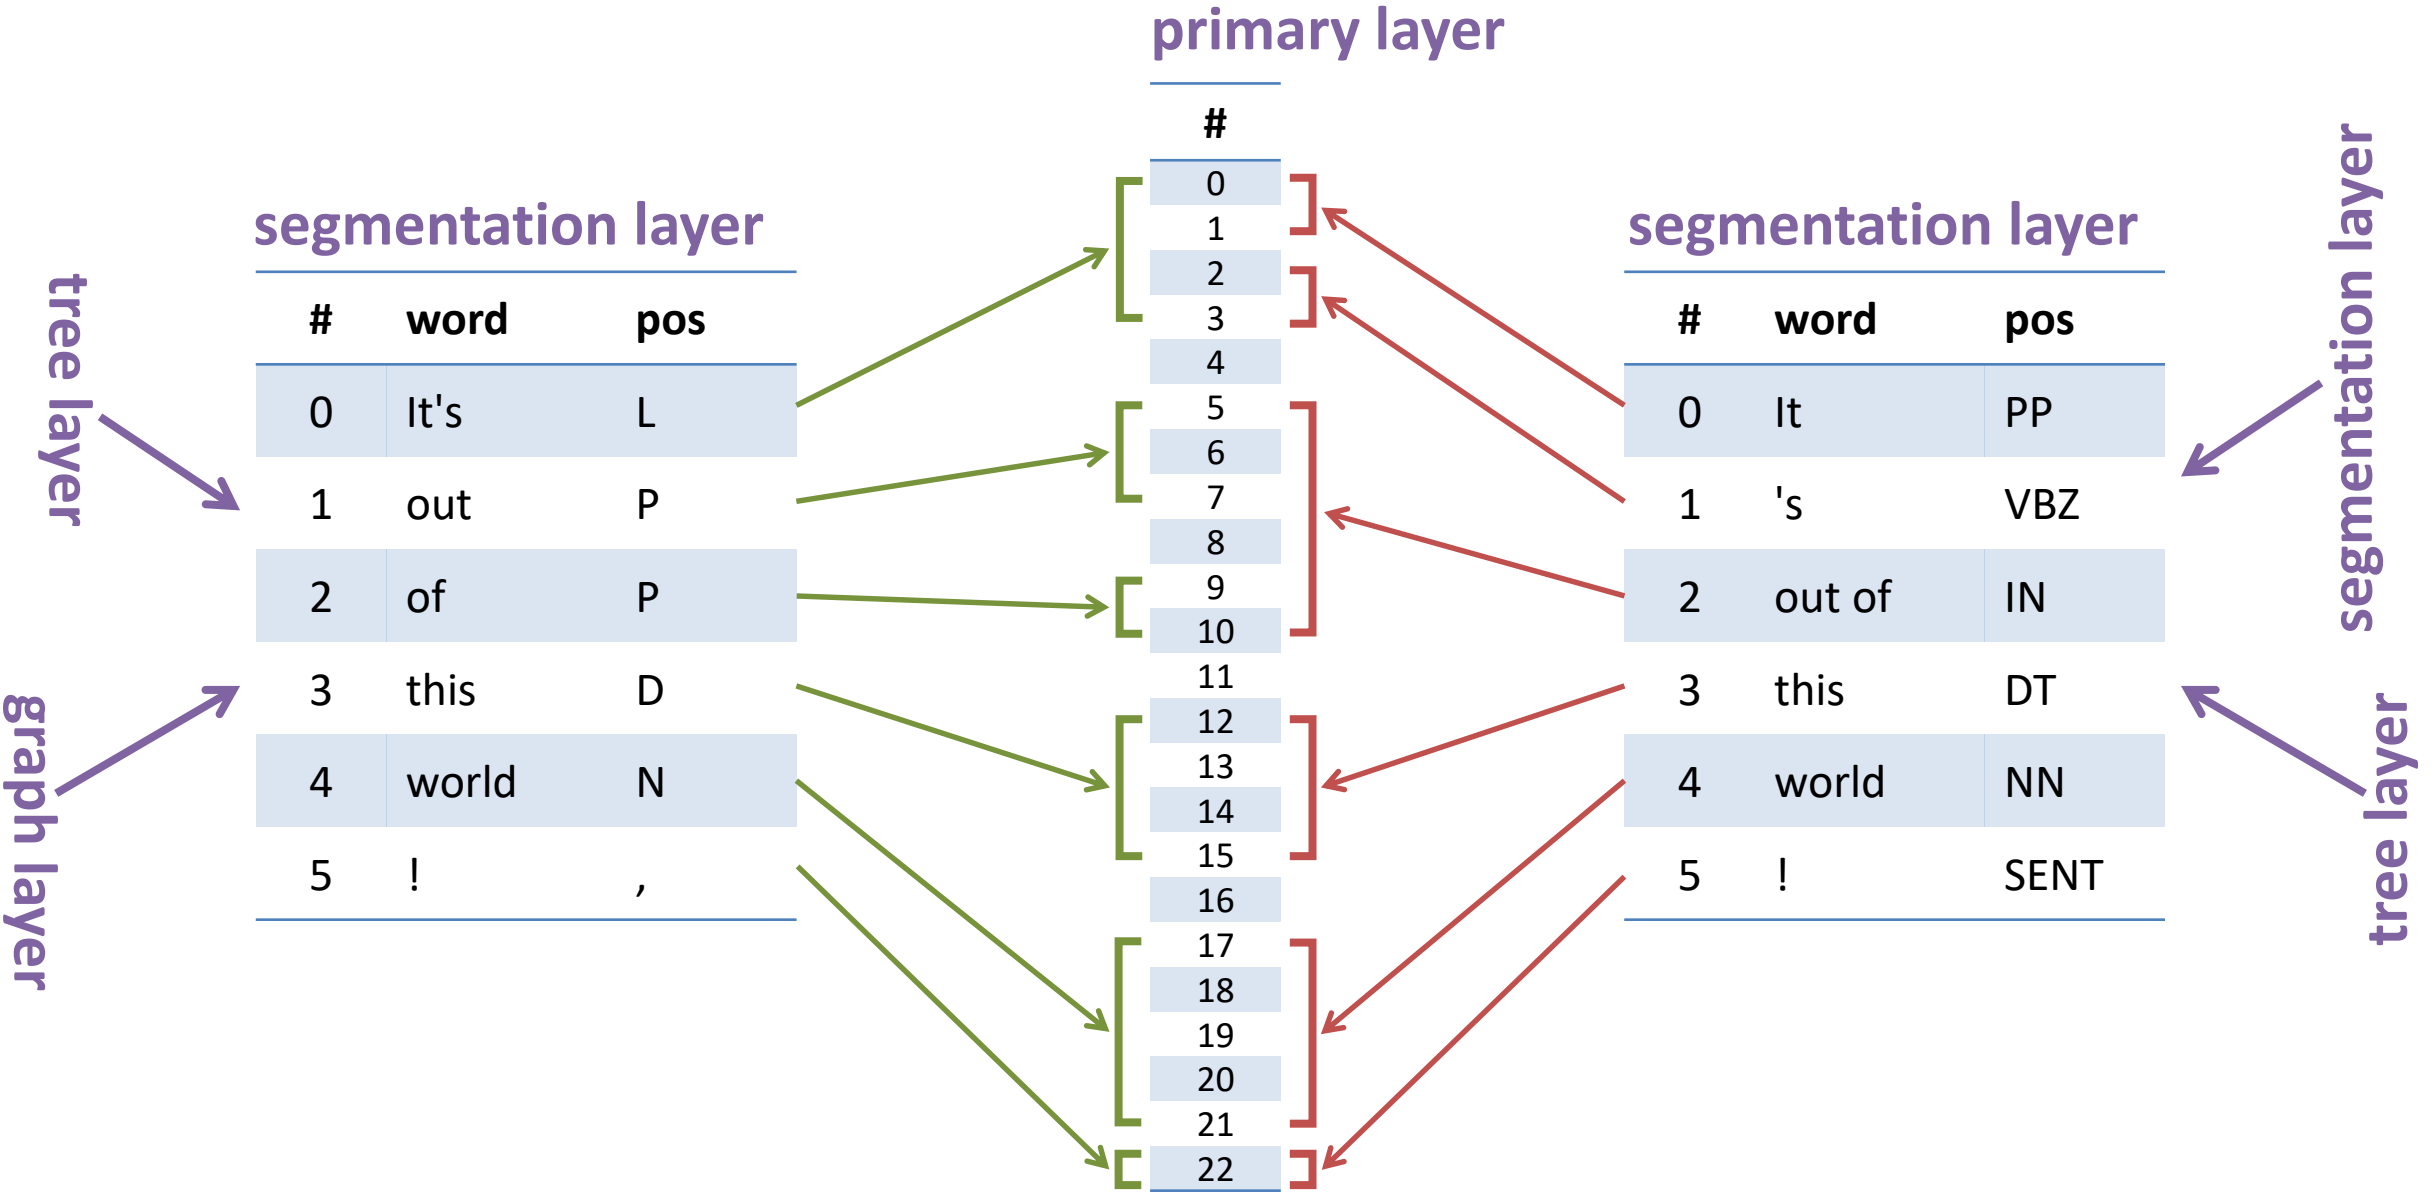 primary layer
#
0
1
2
3
4
5
6
7
8
9
10
11
12
13
14
15
16
17
18
19
20
21
22
segmentation layer
# word pos
0 It's L
1 out P
2 of P
3 this D
4 world N
5 ! ,
tree layer
graph layer
segmentation layer
# word pos
0 It PP
1 's VBZ
2 out of IN
3 this DT
4 world NN
5 ! SENT
segmentation layer
tree layer